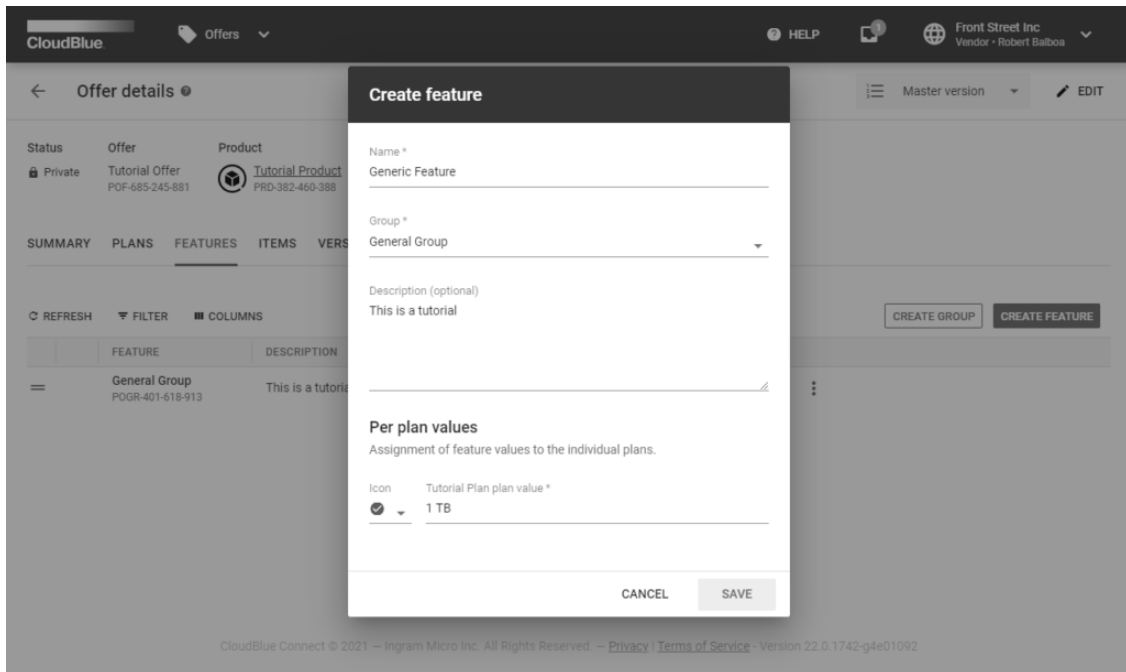 CloudBlue
Offers
HELP
1
Front Street Inc
Vendor • Robert Balboa
Offer details
Master version
EDIT
Status
Offer
Product
Private
Tutorial Offer
POF-685-245-881
Tutorial Product
PRD-382-460-388
SUMMARY PLANS FEATURES ITEMS VERS
REFRESH FILTER COLUMNS
CREATE GROUP CREATE FEATURE
FEATURE DESCRIPTION
General Group
POGR-401-618-913
This is a tutoria
Create feature
Name *
Generic Feature
Group *
General Group
Description (optional)
This is a tutorial
Per plan values
Assignment of feature values to the individual plans.
Icon
Tutorial Plan plan value *
1 TB
CANCEL SAVE
CloudBlue Connect © 2021 — Ingram Micro Inc. All Rights Reserved. — Privacy | Terms of Service - Version 22.0.1742-g4e01092